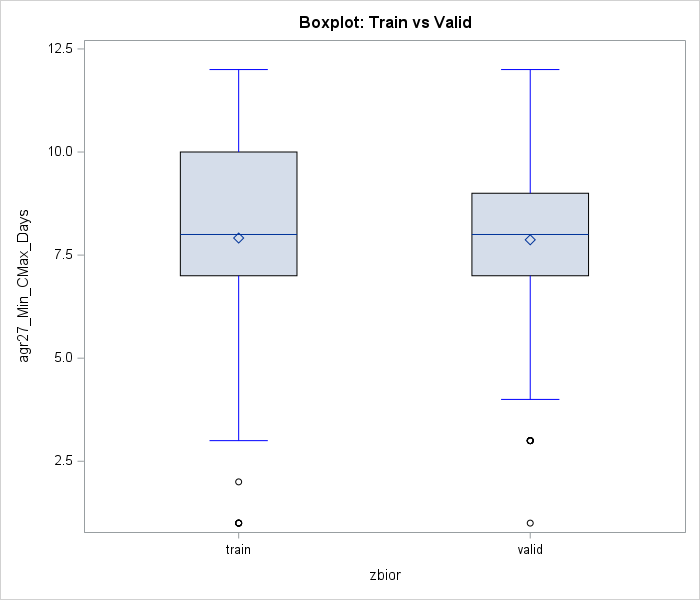 Boxplot: Train vs Valid
12.5
10.0
7.5
5.0
2.5
agr27_Min_CMax_Days
train
valid
zbior